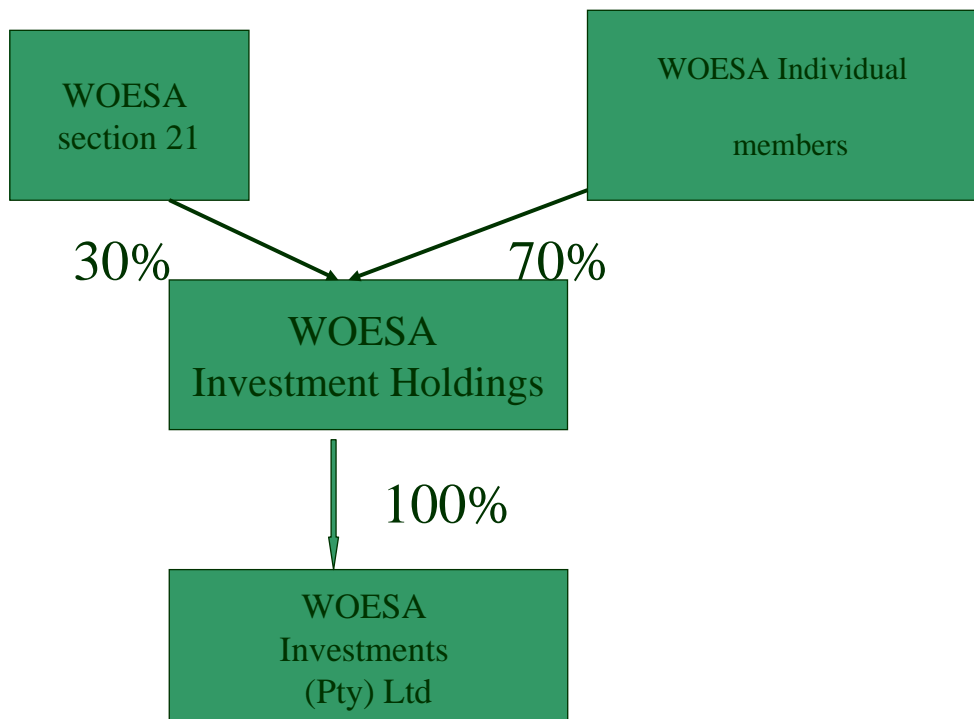 WOESA
section 21
WOESA Individual
members
30%
70%
WOESA
Investment Holdings
100%
WOESA
Investments
(Pty) Ltd